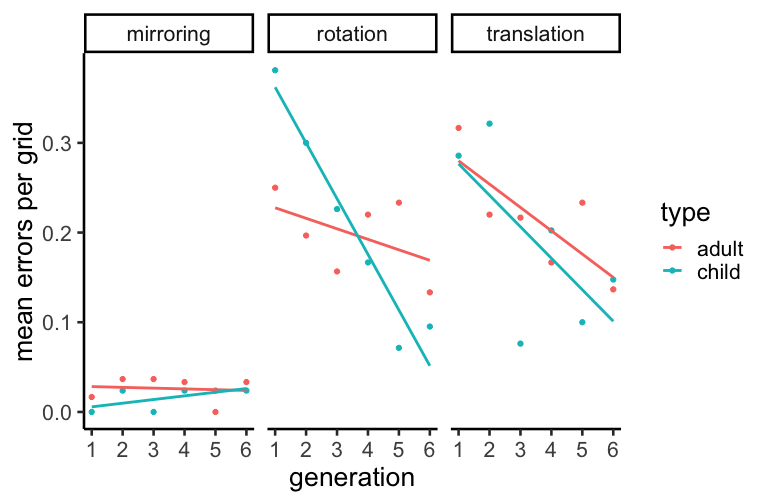 mirroring rotation translation
mean errors per grid
0.3
0.2
0.1
0.0
1 2 3 4 5 6 1 2 3 4 5 6 1 2 3 4 5 6
generation
type
adult
child